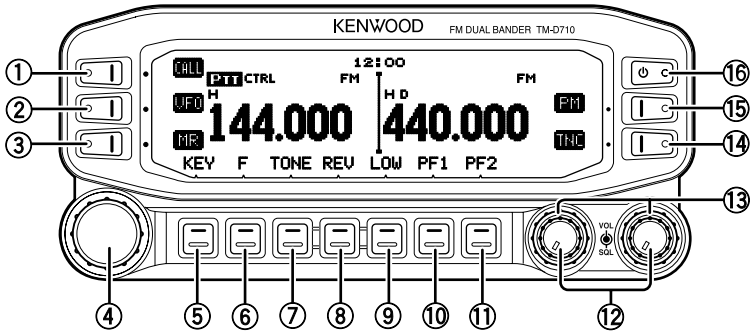 KENWOOD FM DUAL BANDER TM-D710
12:00
CALL PTT CTRL FM FM
H H D
VFO 144.000 440.000 PM
MR TNC
KEY F TONE REV LOW PF1 PF2
VOL
SQL
① ② ③ ④ ⑤ ⑥ ⑦ ⑧ ⑨ ⑩ ⑪ ⑫ ⑬ ⑭ ⑮ ⑯